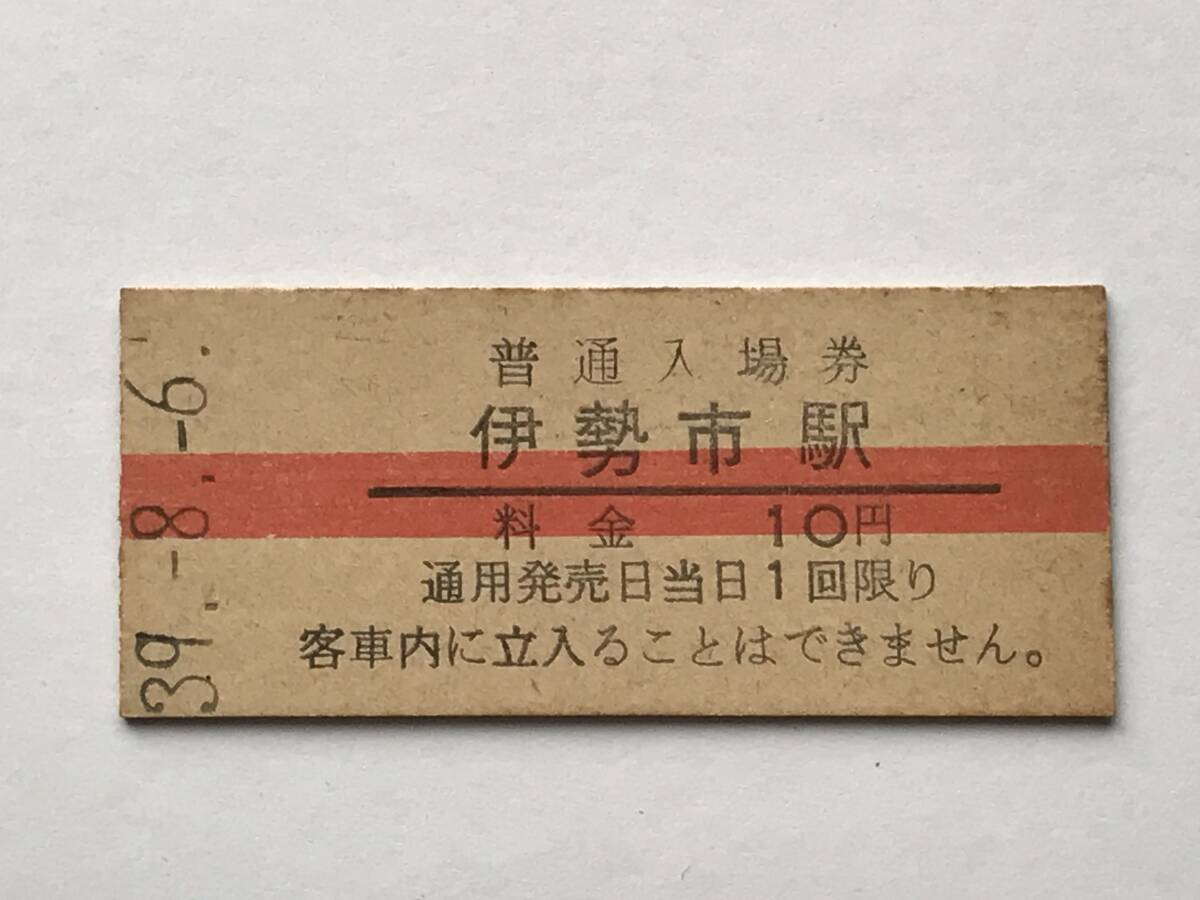 普通入場券
伊勢市駅
料金 10円
通用発売日当日1回限り
客車内に立入ることはできません。
39.-8.-6.